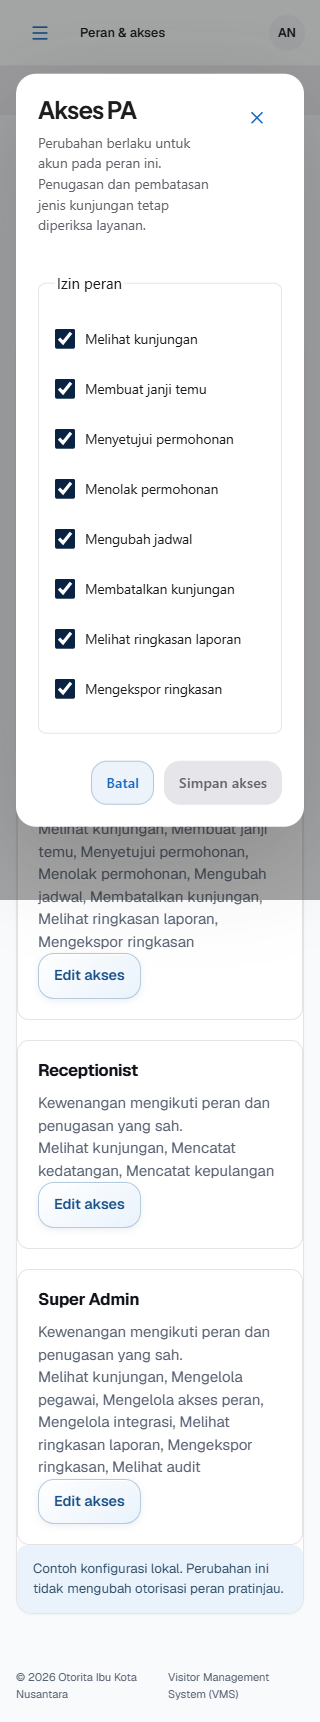 Peran & akses
AN
Akses PA
Perubahan berlaku untuk
akun pada peran ini.
Penugasan dan pembatasan
jenis kunjungan tetap
diperiksa layanan.
Izin peran
Melihat kunjungan
Membuat janji temu
Menyetujui permohonan
Menolak permohonan
Mengubah jadwal
Membatalkan kunjungan
Melihat ringkasan laporan
Mengekspor ringkasan
Batal
Simpan akses
Melihat kunjungan, Membuat janji
temu, Menyetujui permohonan,
Menolak permohonan, Mengubah
jadwal, Membatalkan kunjungan,
Melihat ringkasan laporan,
Mengekspor ringkasan
Edit akses
Receptionist
Kewenangan mengikuti peran dan
penugasan yang sah.
Melihat kunjungan, Mencatat
kedatangan, Mencatat kepulangan
Edit akses
Super Admin
Kewenangan mengikuti peran dan
penugasan yang sah.
Melihat kunjungan, Mengelola
pegawai, Mengelola akses peran,
Mengelola integrasi, Melihat
ringkasan laporan, Mengekspor
ringkasan, Melihat audit
Edit akses
Contoh konfigurasi lokal. Perubahan ini
tidak mengubah otorisasi peran pratinjau.
© 2026 Otorita Ibu Kota
Nusantara
Visitor Management
System (VMS)